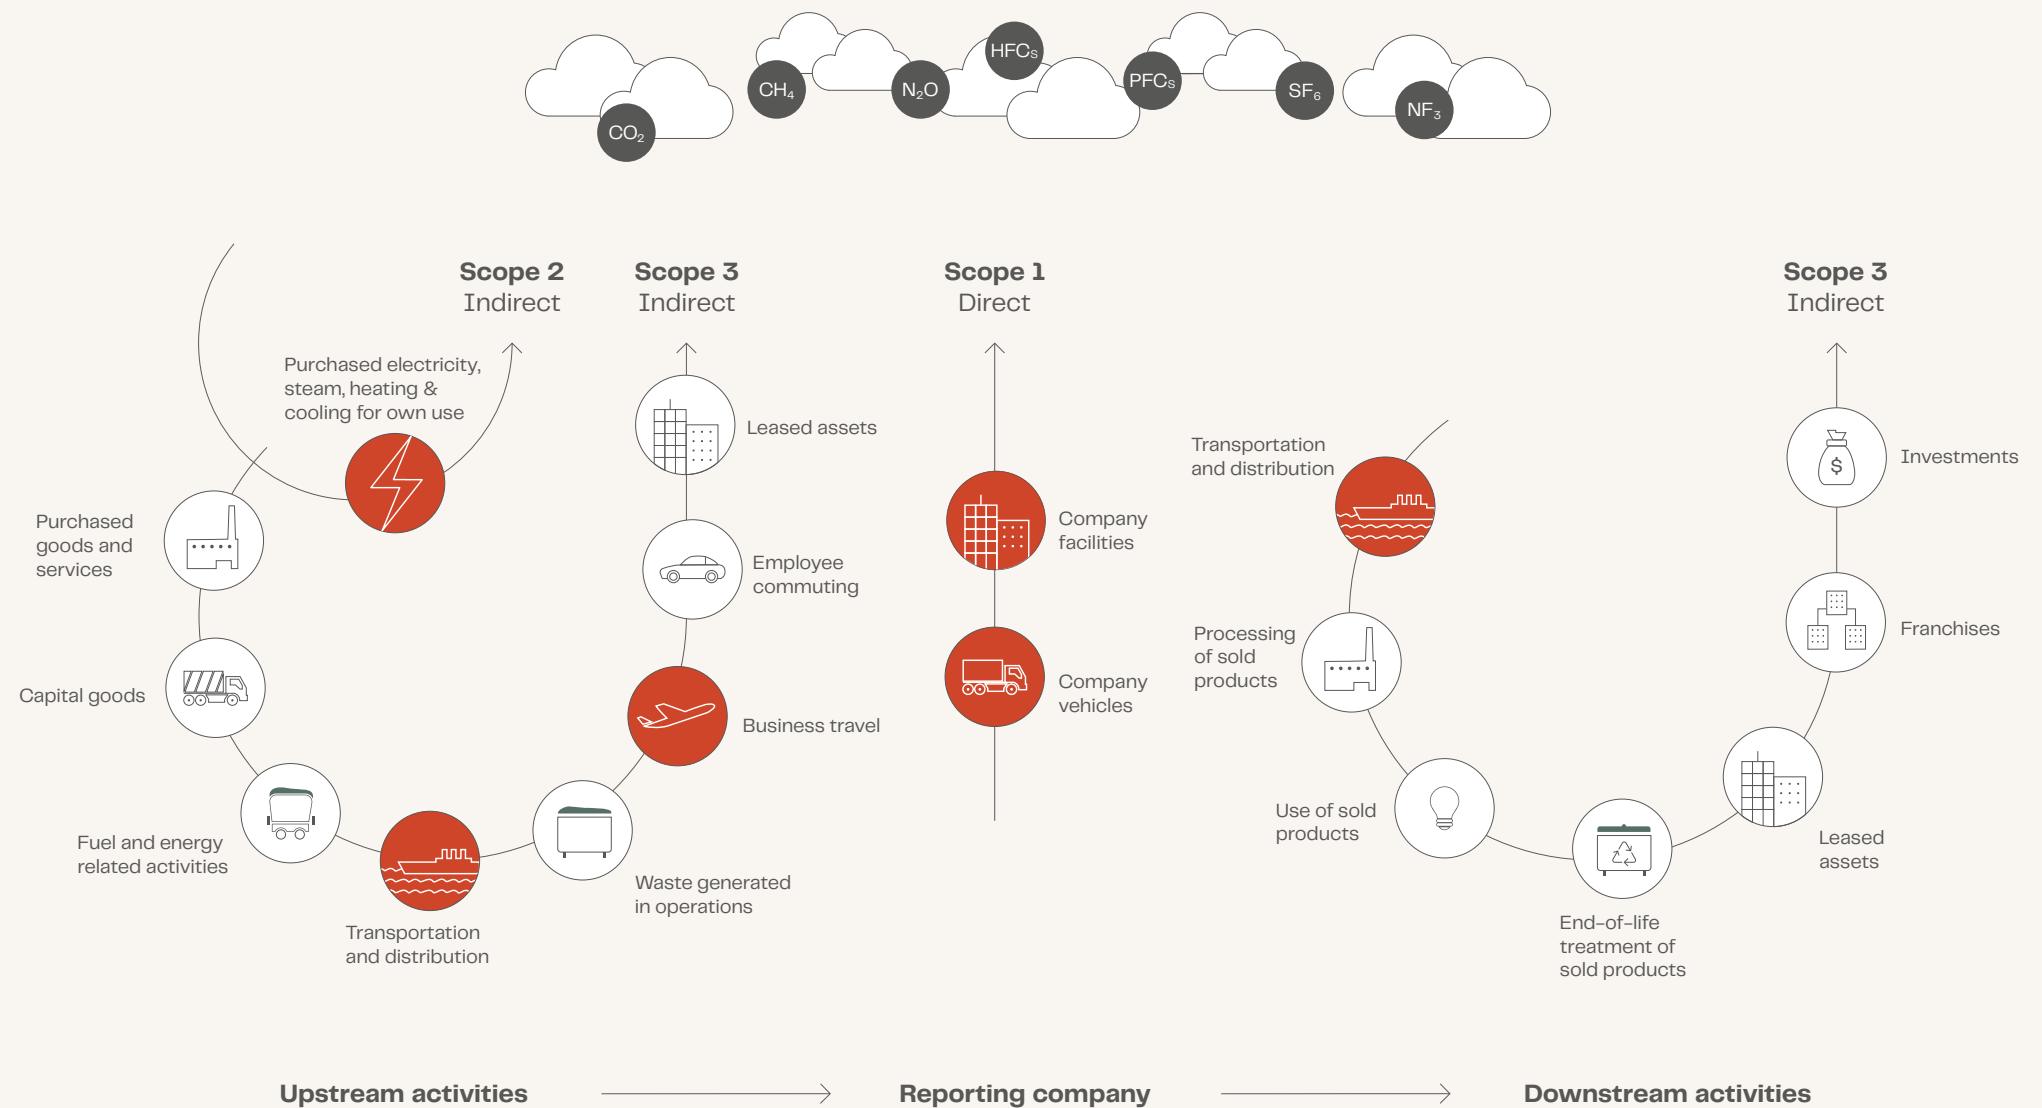 CO₂
CH₄
N₂O
HFCs
PFCs
SF₆
NF₃
Scope 2
Indirect
Scope 3
Indirect
Scope 1
Direct
Scope 3
Indirect
Purchased electricity,
steam, heating &
cooling for own use
Purchased
goods and
services
Capital goods
Fuel and energy
related activities
Transportation
and distribution
Waste generated
in operations
Business travel
Employee
commuting
Leased assets
Company
facilities
Company
vehicles
Transportation
and distribution
Processing
of sold
products
Use of sold
products
End-of-life
treatment of
sold products
Leased
assets
Franchises
$
Investments
Upstream activities
Reporting company
Downstream activities